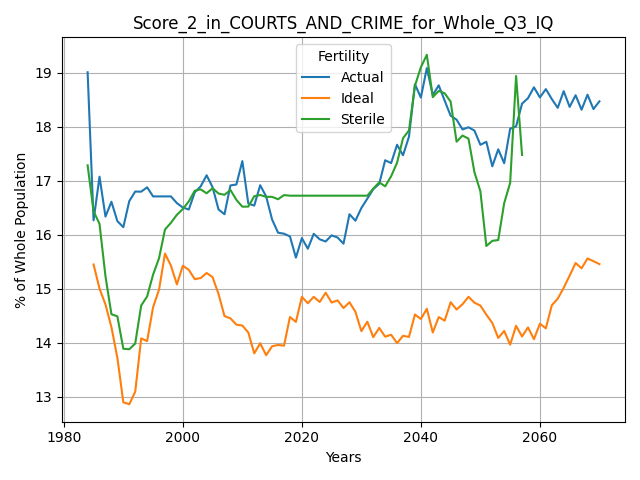 Score_2_in_COURTS_AND_CRIME_for_Whole_Q3_IQ
Fertility
Actual
Ideal
Sterile
% of Whole Population
19
18
17
16
15
14
13
1980
2000
2020
2040
2060
Years